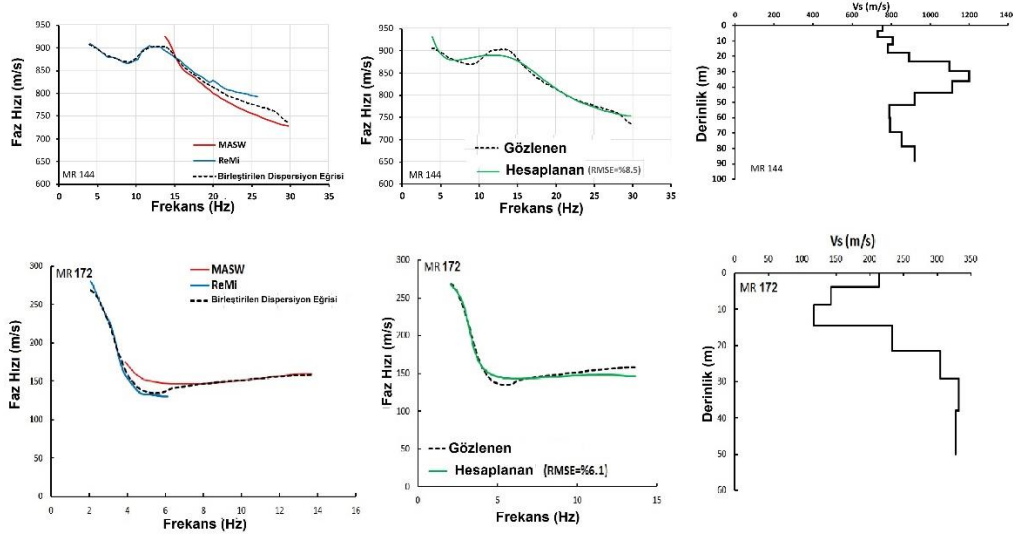 Faz Hızı (m/s)
950
900
850
800
750
700
650
600
MR 144
MASW
ReMi
Birleştirilen Dispersiyon Eğrisi
0 5 10 15 20 25 30 35
Frekans (Hz)
Faz Hızı (m/s)
950
900
850
800
750
700
650
600
MR 144
Gözlenen
Hesaplanan (RMSE=%8.5)
0 5 10 15 20 25 30 35
Frekans (Hz)
Vs (m/s)
0 200 400 600 800 1000 1200 1400
Derinlik (m)
0
10
20
30
40
50
60
70
80
90
100
MR 144
Faz Hızı (m/s)
300
250
200
150
100
50
0
MR 172
MASW
ReMi
Birleştirilen Dispersiyon Eğrisi
0 2 4 6 8 10 12 14 16
Frekans (Hz)
Faz Hızı (m/s)
300
250
200
150
100
50
0
MR 172
Gözlenen
Hesaplanan (RMSE=%6.1)
0 5 10 15
Frekans (Hz)
Vs (m/s)
0 50 100 150 200 250 300 350
Derinlik (m)
0
10
20
30
40
50
60
MR 172